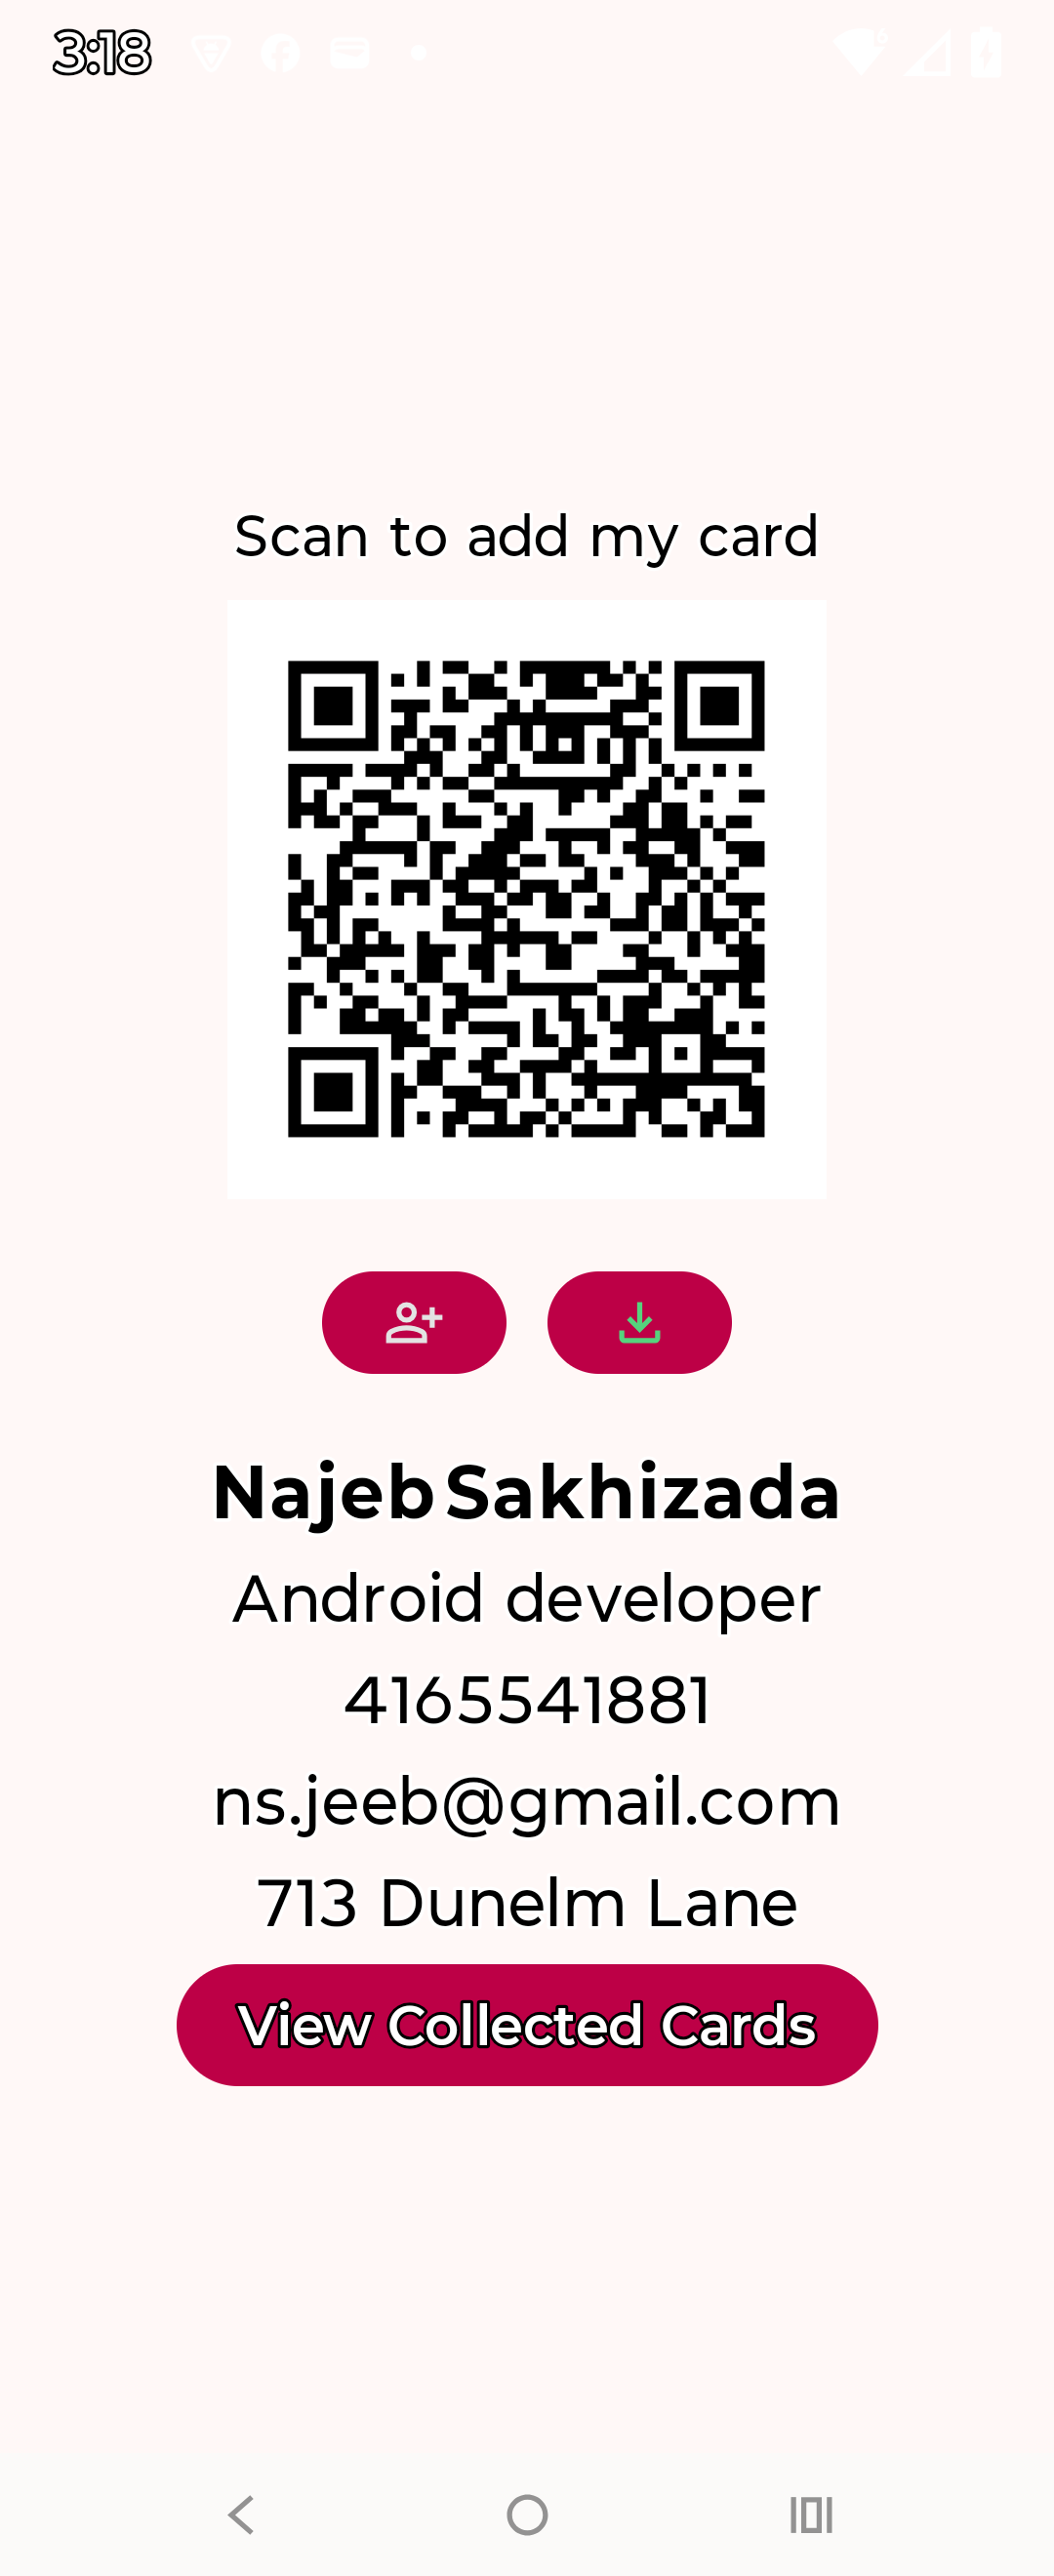 3:18
Scan to add my card
Najeb Sakhizada
Android developer
4165541881
ns.jeeb@gmail.com
713 Dunelm Lane
View Collected Cards